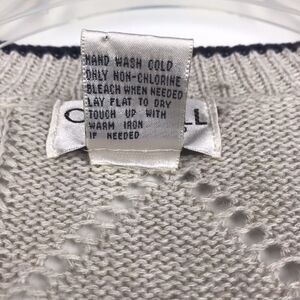 HAND WASH COLD
ONLY NON-CHLORINE
BLEACH WHEN NEEDED
LAY FLAT TO DRY
TOUCH UP WITH
WARM IRON
IF NEEDED